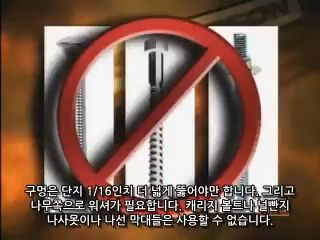 구멍은 단지 1/16인치 더 넓게 뚫어야만 합니다. 그리고
나무쪽으로 워셔가 필요합니다. 캐리지 볼트나 널빤지
나사못이나 나선 막대들은 사용할 수 없습니다.